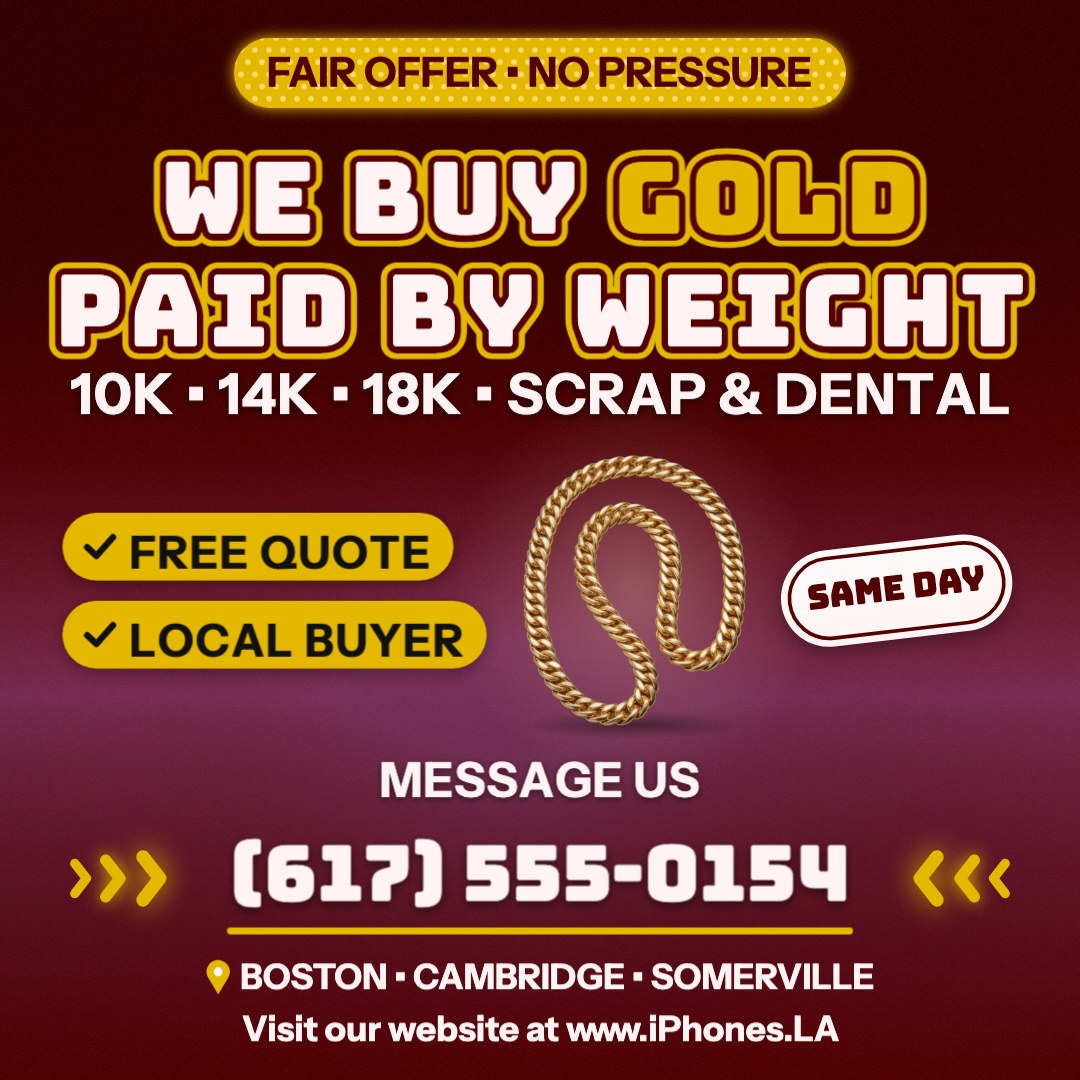 FAIR OFFER ▪ NO PRESSURE
WE BUY GOLD
PAID BY WEIGHT
10K ▪ 14K ▪ 18K ▪ SCRAP & DENTAL
✓ FREE QUOTE
✓ LOCAL BUYER
SAME DAY
MESSAGE US
(617) 555-0154
BOSTON ▪ CAMBRIDGE ▪ SOMERVILLE
Visit our website at www.iPhones.LA